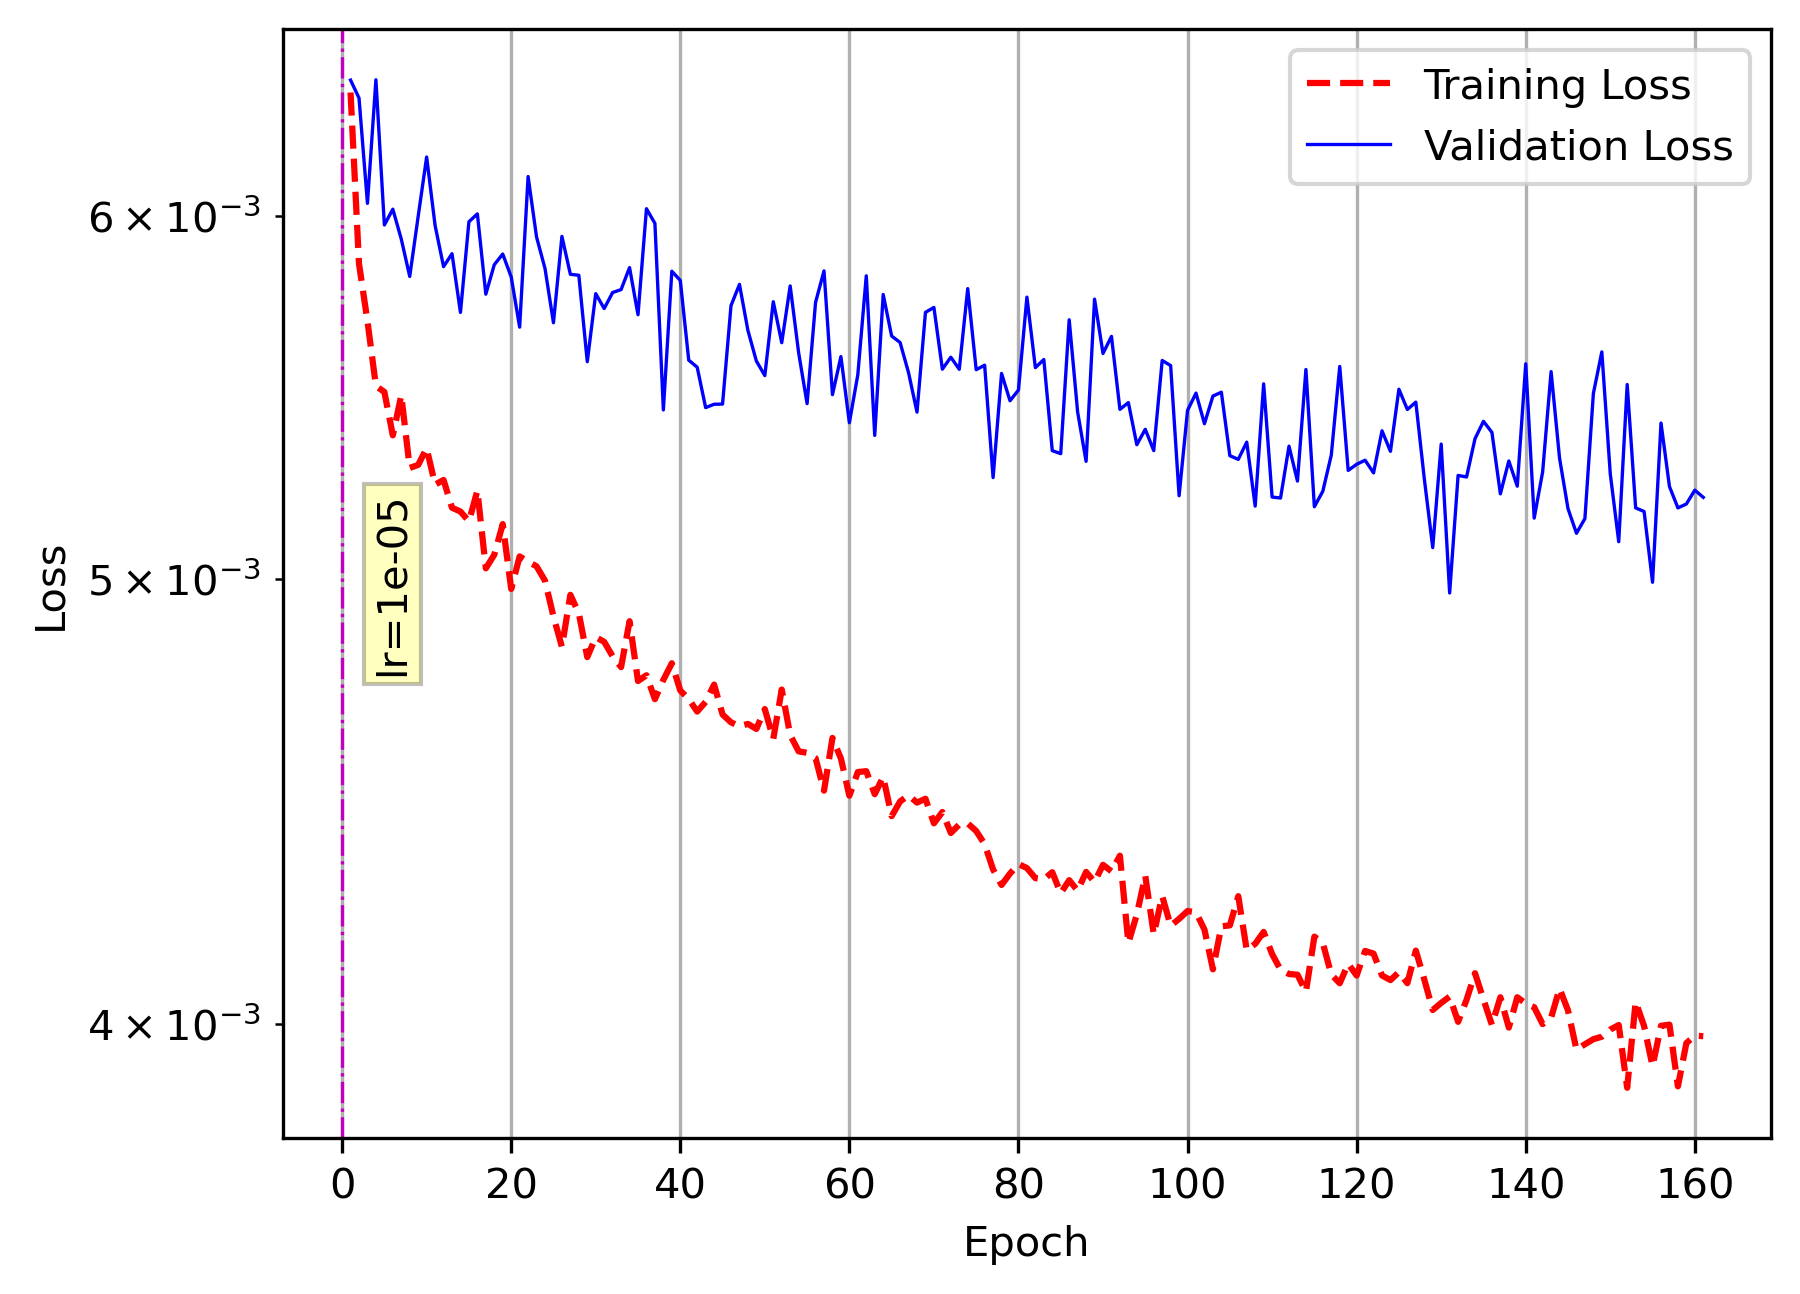 Training Loss
Validation Loss
6 × 10⁻³
5 × 10⁻³
4 × 10⁻³
Loss
lr=1e-05
0 20 40 60 80 100 120 140 160
Epoch